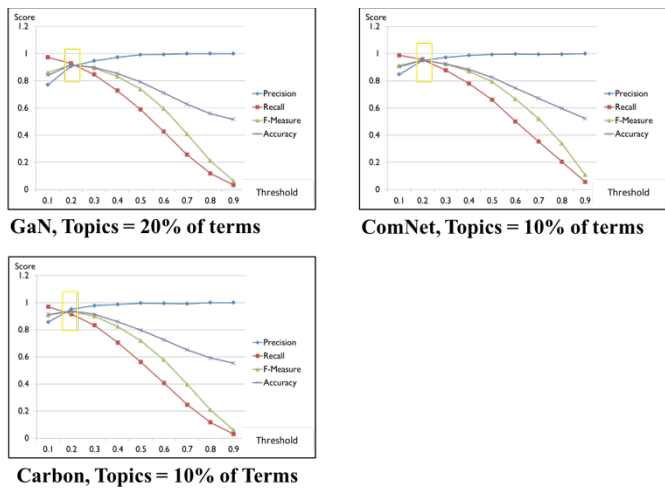 Score
1.2
1
0.8
0.6
0.4
0.2
0
Precision
Recall
F-Measure
Accuracy
Threshold
0.1 0.2 0.3 0.4 0.5 0.6 0.7 0.8 0.9
GaN, Topics = 20% of terms
Score
1.2
1
0.8
0.6
0.4
0.2
0
Precision
Recall
F-Measure
Accuracy
Threshold
0.1 0.2 0.3 0.4 0.5 0.6 0.7 0.8 0.9
ComNet, Topics = 10% of terms
Score
1.2
1
0.8
0.6
0.4
0.2
0
Precision
Recall
F-Measure
Accuracy
Threshold
0.1 0.2 0.3 0.4 0.5 0.6 0.7 0.8 0.9
Carbon, Topics = 10% of Terms